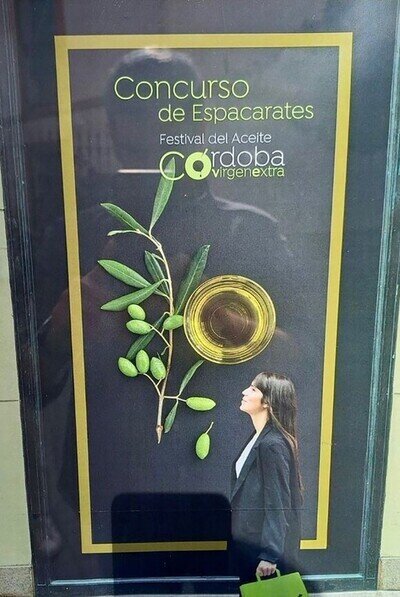 Concurso
de Espacarates
Festival del Aceite
Córdoba
virgenextra